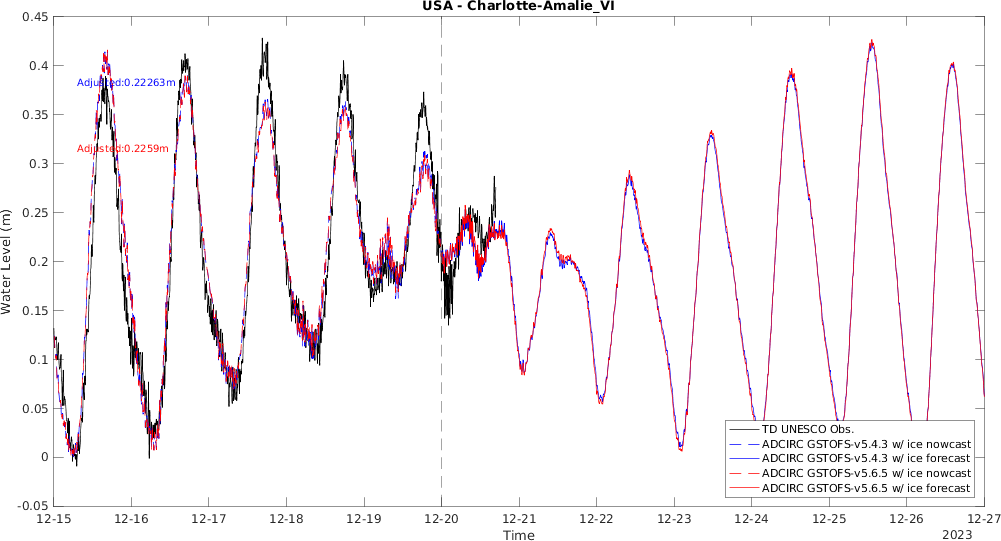 USA - Charlotte-Amalie_VI
0.45
0.4
Adjusted:0.22263m
0.35
Adjusted:0.2259m
0.3
0.25
0.2
0.15
0.1
0.05
0
-0.05
Water Level (m)
TD UNESCO Obs.
ADCIRC GSTOFS-v5.4.3 w/ ice nowcast
ADCIRC GSTOFS-v5.4.3 w/ ice forecast
ADCIRC GSTOFS-v5.6.5 w/ ice nowcast
ADCIRC GSTOFS-v5.6.5 w/ ice forecast
12-15 12-16 12-17 12-18 12-19 12-20 12-21 12-22 12-23 12-24 12-25 12-26 12-27
Time
2023